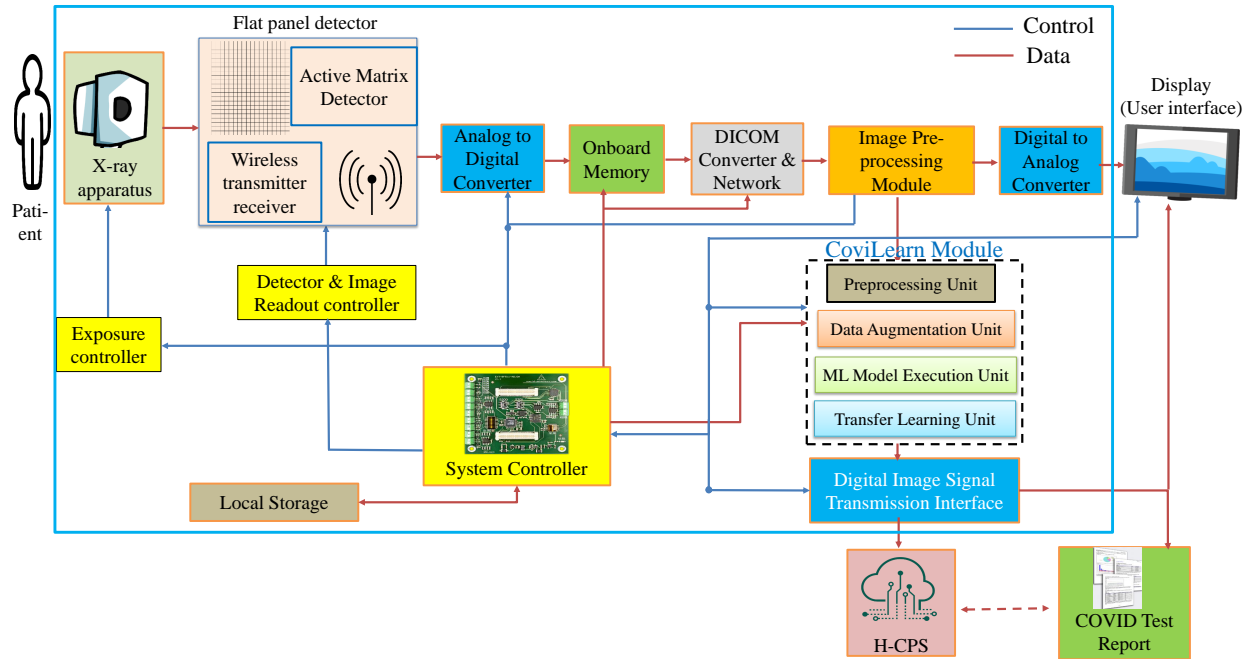 Flat panel detector
Control
Data
Active Matrix
Detector
Wireless
transmitter
receiver
X-ray
apparatus
Pati-
ent
Analog to
Digital
Converter
Onboard
Memory
DICOM
Converter &
Network
Image Pre-
processing
Module
Digital to
Analog
Converter
Display
(User interface)
CoviLearn Module
Preprocessing Unit
Data Augmentation Unit
ML Model Execution Unit
Transfer Learning Unit
Detector & Image
Readout controller
Exposure
controller
System Controller
Local Storage
Digital Image Signal
Transmission Interface
H-CPS
COVID Test
Report